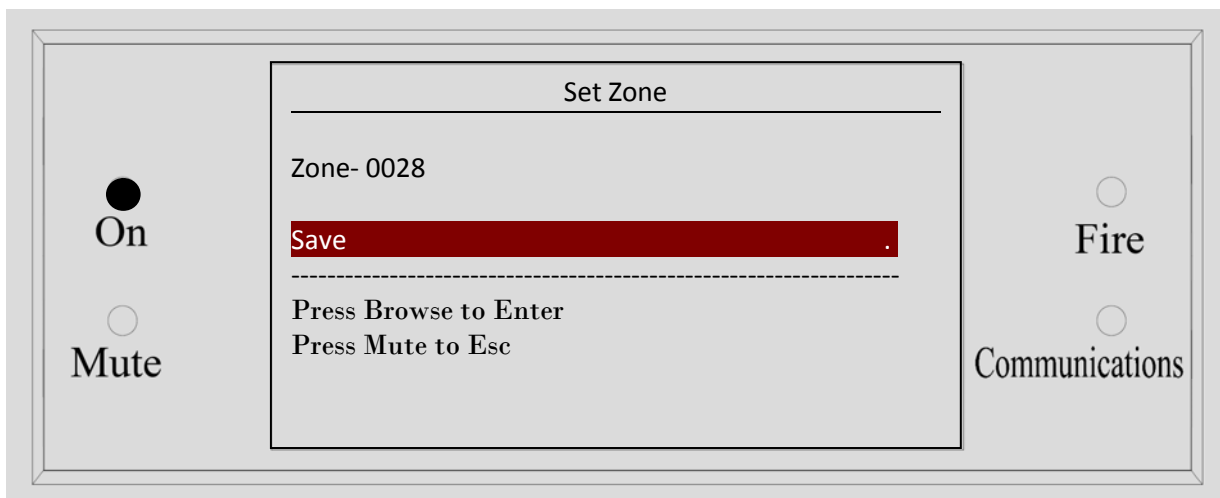 Set Zone
Zone- 0028
Save .
--------------------------------------------------------------------
Press Browse to Enter
Press Mute to Esc
On
Mute
Fire
Communications